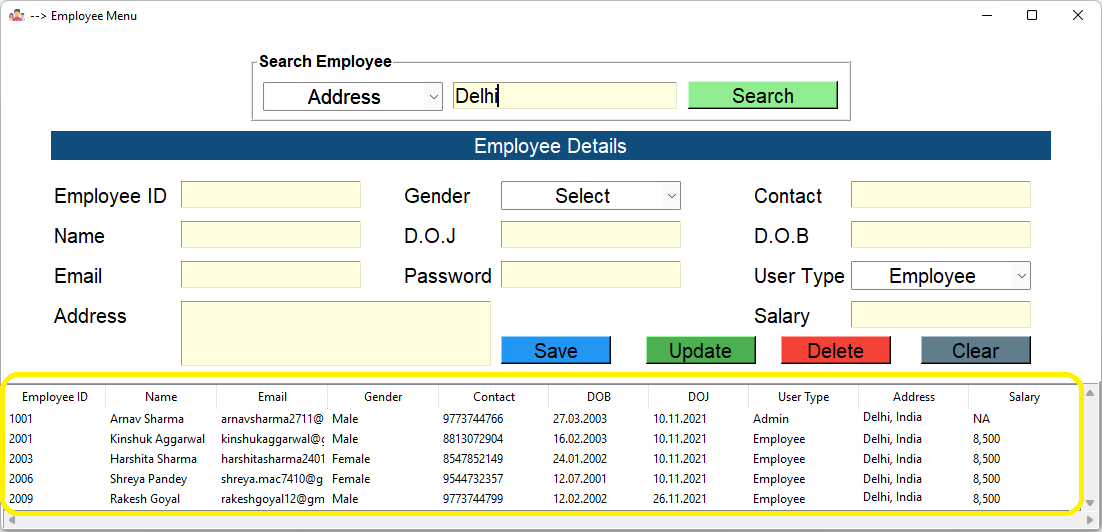 --> Employee Menu
Search Employee
Address Delhi Search
Employee Details
Employee ID Gender Select Contact
Name D.O.J D.O.B
Email Password User Type Employee
Address Salary
Save Update Delete Clear
Employee ID Name Email Gender Contact DOB DOJ User Type Address Salary
1001 Arnav Sharma arnavsharma2711@ Male 9773744766 27.03.2003 10.11.2021 Admin Delhi, India NA
2001 Kinshuk Aggarwal kinshukaggarwal@g Male 8813072904 16.02.2003 10.11.2021 Employee Delhi, India 8,500
2003 Harshita Sharma harshitasharma2401 Female 8547852149 24.01.2002 10.11.2021 Employee Delhi, India 8,500
2006 Shreya Pandey shreya.mac7410@g Female 9544732357 12.07.2001 10.11.2021 Employee Delhi, India 8,500
2009 Rakesh Goyal rakeshgoyal12@gm Male 9773744799 12.02.2002 26.11.2021 Employee Delhi, India 8,500